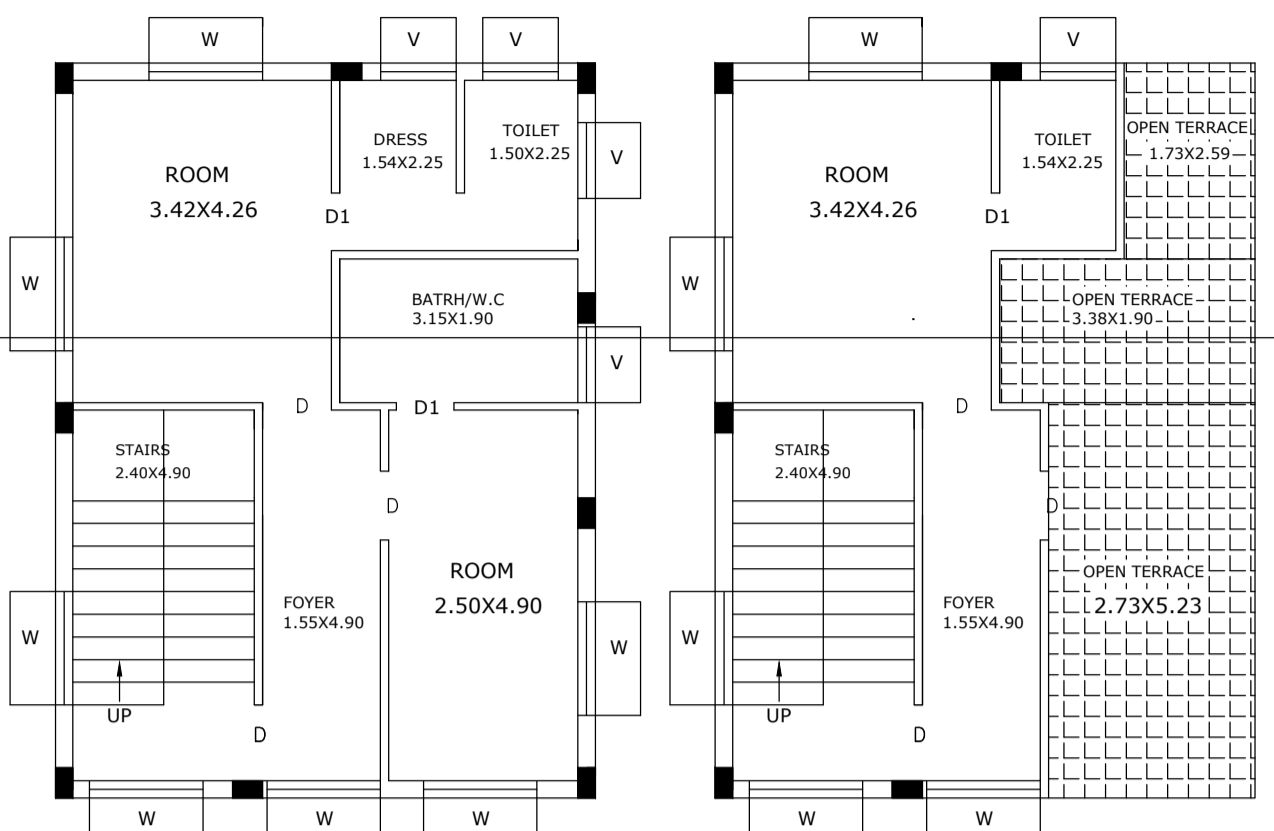 W
V
V
DRESS
1.54X2.25
TOILET
1.50X2.25
V
ROOM
3.42X4.26
D1
W
BATRH/W.C
3.15X1.90
V
D
D1
STAIRS
2.40X4.90
D
ROOM
2.50X4.90
FOYER
1.55X4.90
W
W
UP
D
W
W
W
W
V
TOILET
1.54X2.25
OPEN TERRACE
1.73X2.59
ROOM
3.42X4.26
D1
W
OPEN TERRACE
3.38X1.90
D
STAIRS
2.40X4.90
D
OPEN TERRACE
2.73X5.23
FOYER
1.55X4.90
W
UP
D
W
W